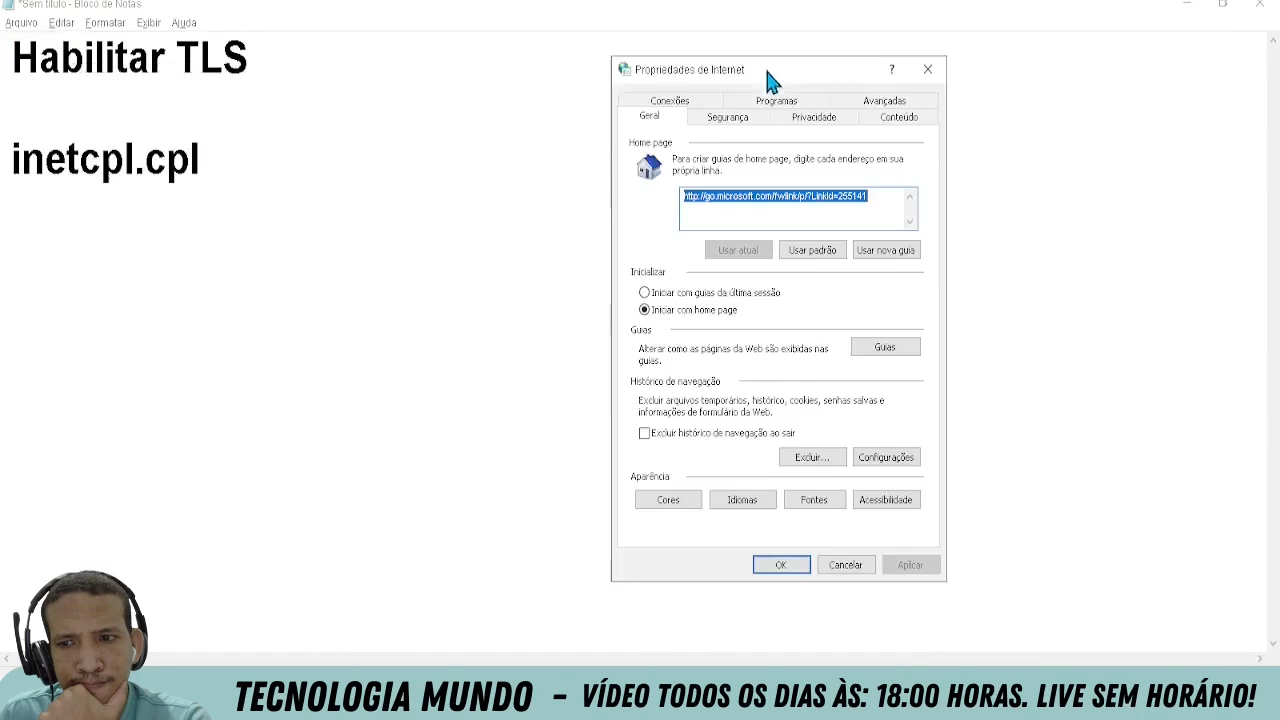 *Sem título - Bloco de Notas
Arquivo Editar Formatar Exibir Ajuda
Habilitar TLS
inetcpl.cpl
Propriedades de Internet
Conexões Programas Avançadas
Geral Segurança Privacidade Conteúdo
Home page
Para criar guias de home page, digite cada endereço em sua
própria linha.
http://go.microsoft.com/fwlink/p/?LinkId=255141
Usar atual Usar padrão Usar nova guia
Inicializar
Iniciar com guias da última sessão
Iniciar com home page
Guias
Alterar como as páginas da Web são exibidas nas
guias.
Guias
Histórico de navegação
Excluir arquivos temporários, histórico, cookies, senhas salvas e
informações de formulário da Web.
Excluir histórico de navegação ao sair
Excluir... Configurações
Aparência
Cores Idiomas Fontes Acessibilidade
OK Cancelar Aplicar
TECNOLOGIA MUNDO - VÍDEO TODOS OS DIAS ÀS: 18:00 HORAS. LIVE SEM HORÁRIO!